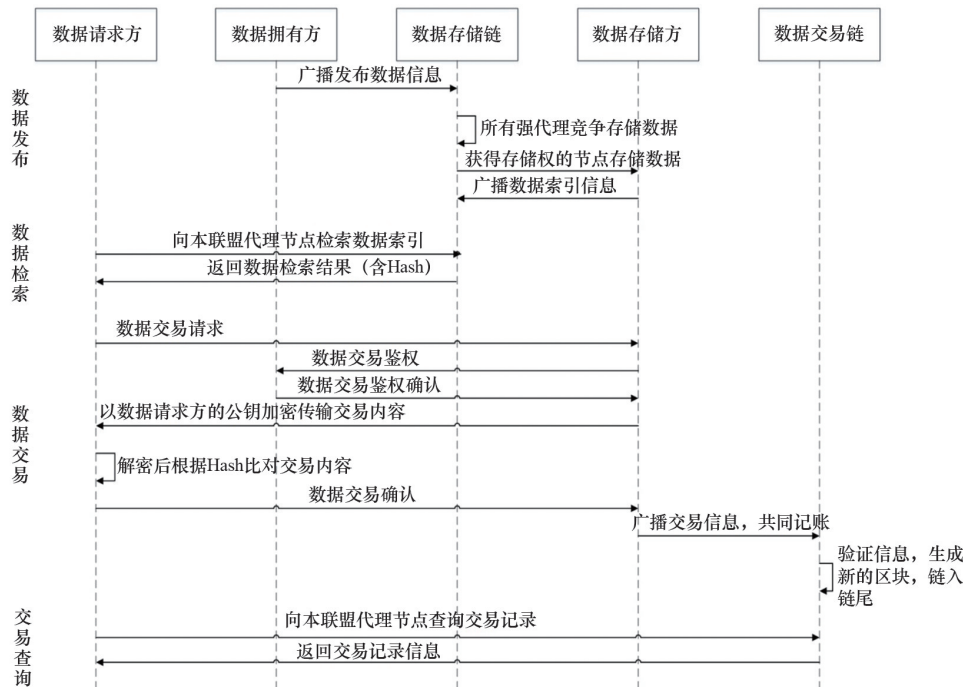 数据请求方
数据拥有方
数据存储链
数据存储方
数据交易链
数据发布
广播发布数据信息
所有强代理竞争存储数据
获得存储权的节点存储数据
广播数据索引信息
数据检索
向本联盟代理节点检索数据索引
返回数据检索结果（含Hash）
数据交易
数据交易请求
数据交易鉴权
数据交易鉴权确认
以数据请求方的公钥加密传输交易内容
解密后根据Hash比对交易内容
数据交易确认
广播交易信息，共同记账
验证信息，生成
新的区块，链入
链尾
交易查询
向本联盟代理节点查询交易记录
返回交易记录信息